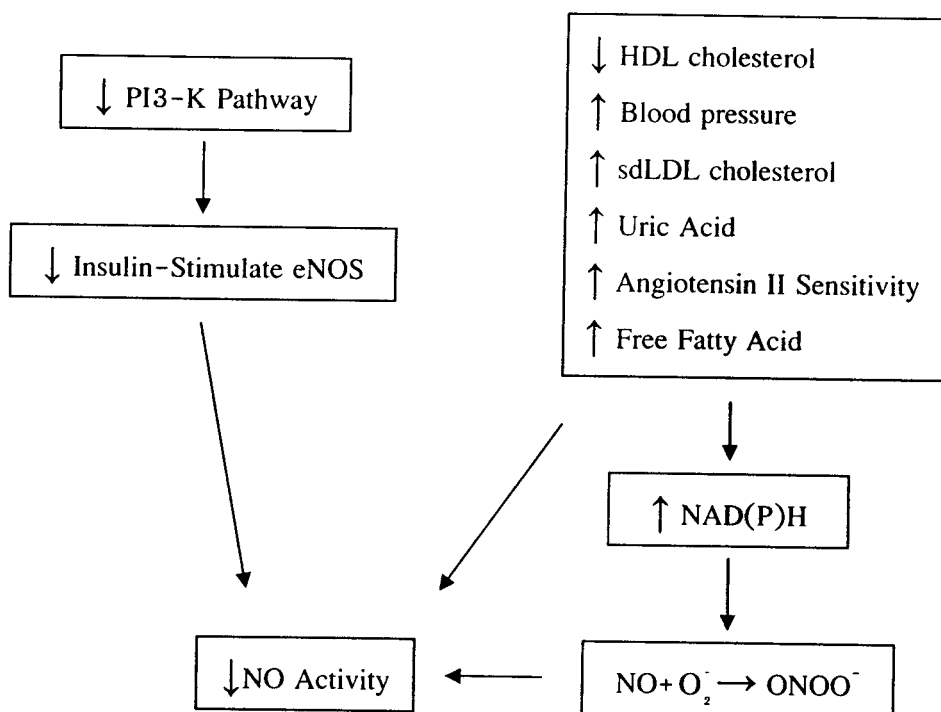 ↓ PI3-K Pathway
↓ Insulin-Stimulate eNOS
↓ HDL cholesterol
↑ Blood pressure
↑ sdLDL cholesterol
↑ Uric Acid
↑ Angiotensin II Sensitivity
↑ Free Fatty Acid
↑ NAD(P)H
↓NO Activity
NO+ O₂⁻ → ONOO⁻